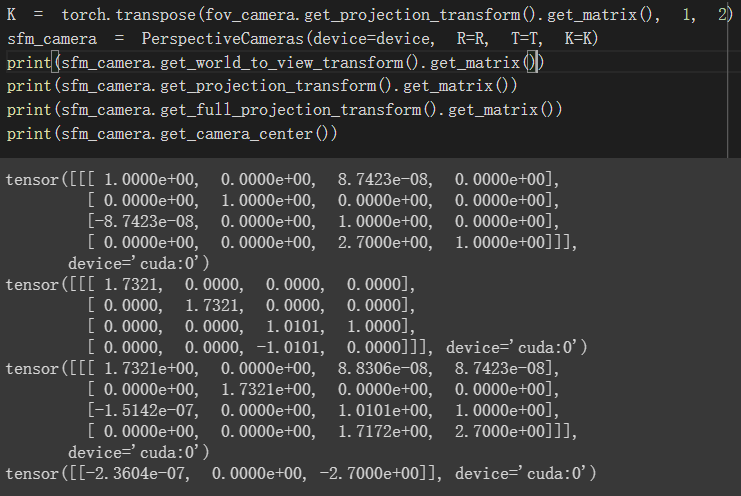 K = torch.transpose(fov_camera.get_projection_transform().get_matrix(), 1, 2)
sfm_camera = PerspectiveCameras(device=device, R=R, T=T, K=K)
print(sfm_camera.get_world_to_view_transform().get_matrix())
print(sfm_camera.get_projection_transform().get_matrix())
print(sfm_camera.get_full_projection_transform().get_matrix())
print(sfm_camera.get_camera_center())
tensor([[[ 1.0000e+00, 0.0000e+00, 8.7423e-08, 0.0000e+00],
[ 0.0000e+00, 1.0000e+00, 0.0000e+00, 0.0000e+00],
[-8.7423e-08, 0.0000e+00, 1.0000e+00, 0.0000e+00],
[ 0.0000e+00, 0.0000e+00, 2.7000e+00, 1.0000e+00]]],
device='cuda:0')
tensor([[[ 1.7321, 0.0000, 0.0000, 0.0000],
[ 0.0000, 1.7321, 0.0000, 0.0000],
[ 0.0000, 0.0000, 1.0101, 1.0000],
[ 0.0000, 0.0000, -1.0101, 0.0000]]], device='cuda:0')
tensor([[[ 1.7321e+00, 0.0000e+00, 8.8306e-08, 8.7423e-08],
[ 0.0000e+00, 1.7321e+00, 0.0000e+00, 0.0000e+00],
[-1.5142e-07, 0.0000e+00, 1.0101e+00, 1.0000e+00],
[ 0.0000e+00, 0.0000e+00, 1.7172e+00, 2.7000e+00]]],
device='cuda:0')
tensor([[-2.3604e-07, 0.0000e+00, -2.7000e+00]], device='cuda:0')